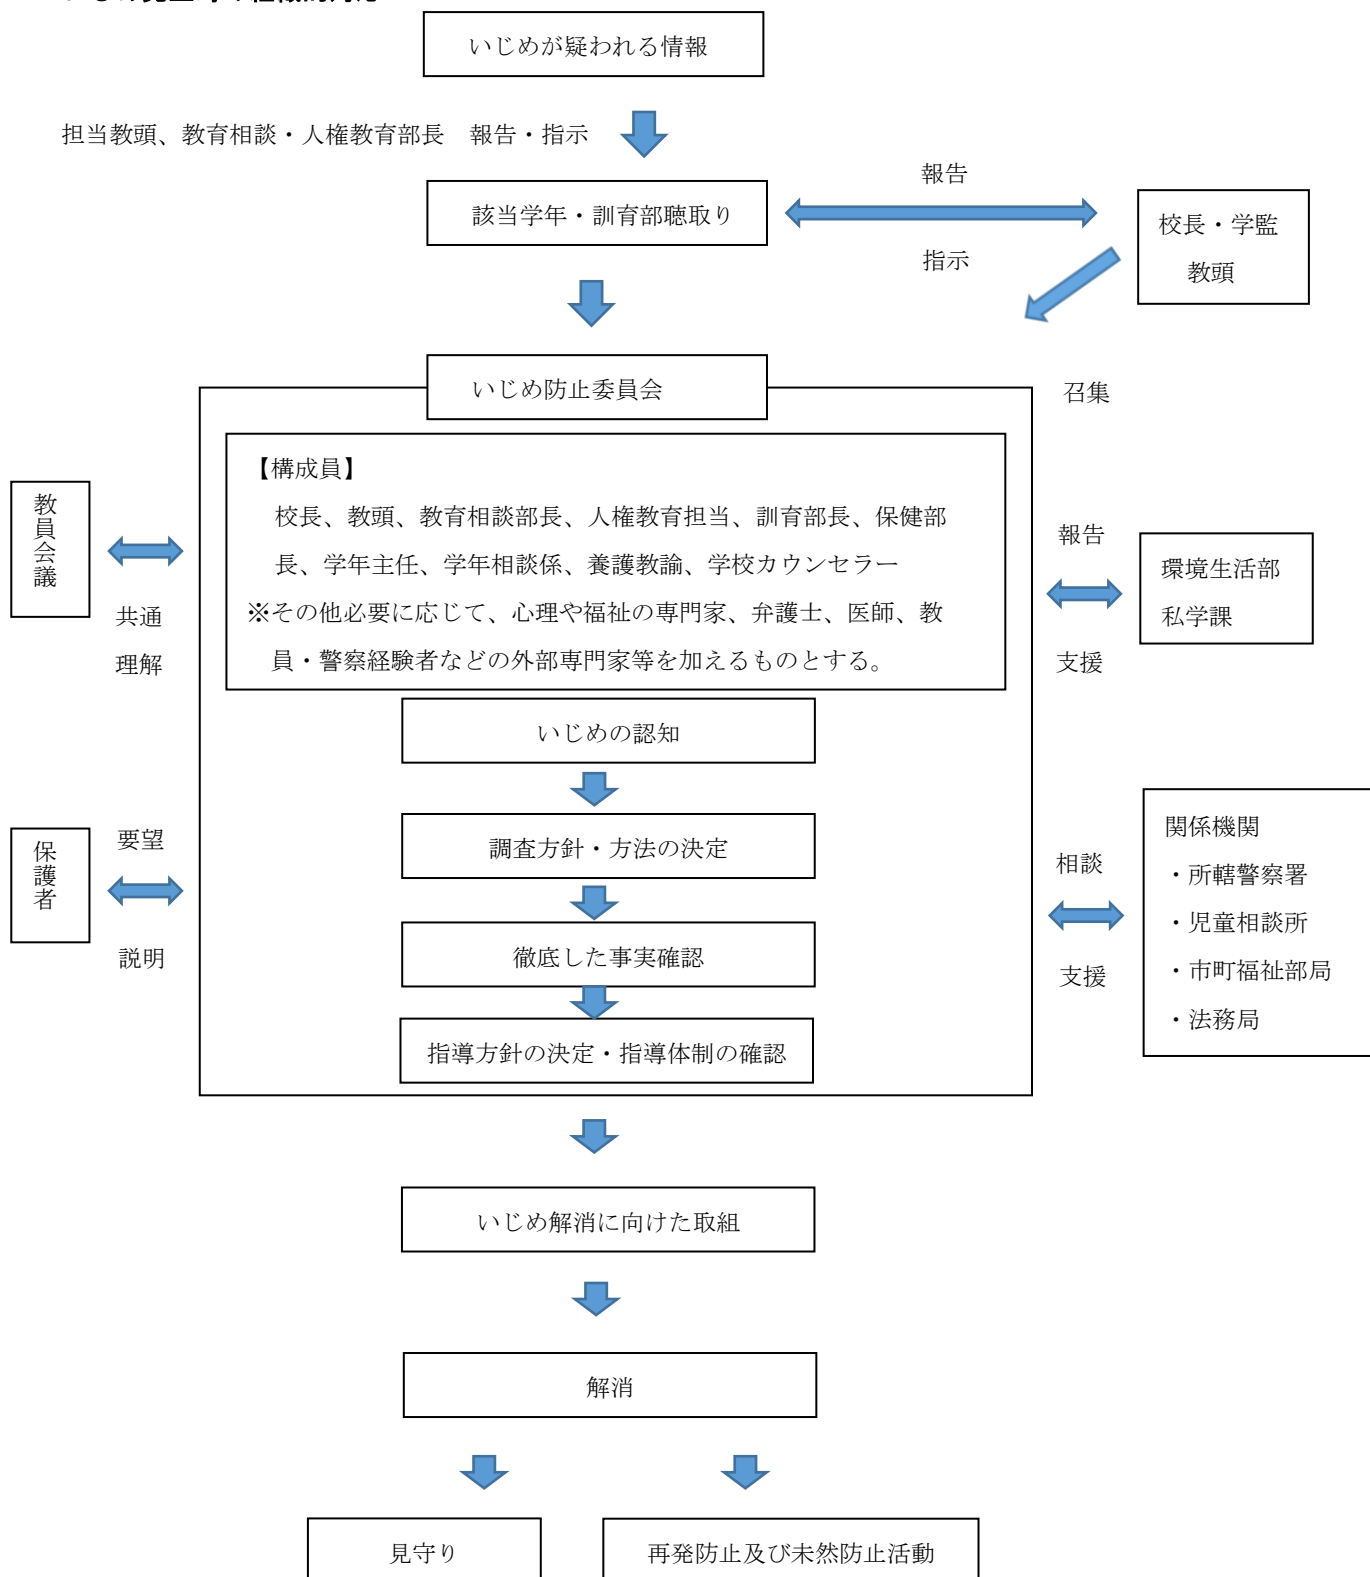 いじめが疑われる情報
担当教頭、教育相談・人権教育部長　報告・指示
報告
該当学年・訓育部聴取り
校長・学監
教頭
指示
いじめ防止委員会
召集
【構成員】
校長、教頭、教育相談部長、人権教育担当、訓育部長、保健部
長、学年主任、学年相談係、養護教諭、学校カウンセラー
※その他必要に応じて、心理や福祉の専門家、弁護士、医師、教
員・警察経験者などの外部専門家等を加えるものとする。
教員会議
共通
理解
報告
環境生活部
私学課
支援
いじめの認知
調査方針・方法の決定
徹底した事実確認
指導方針の決定・指導体制の確認
保護者
要望
説明
相談
支援
関係機関
・所轄警察署
・児童相談所
・市町福祉部局
・法務局
いじめ解消に向けた取組
解消
見守り
再発防止及び未然防止活動